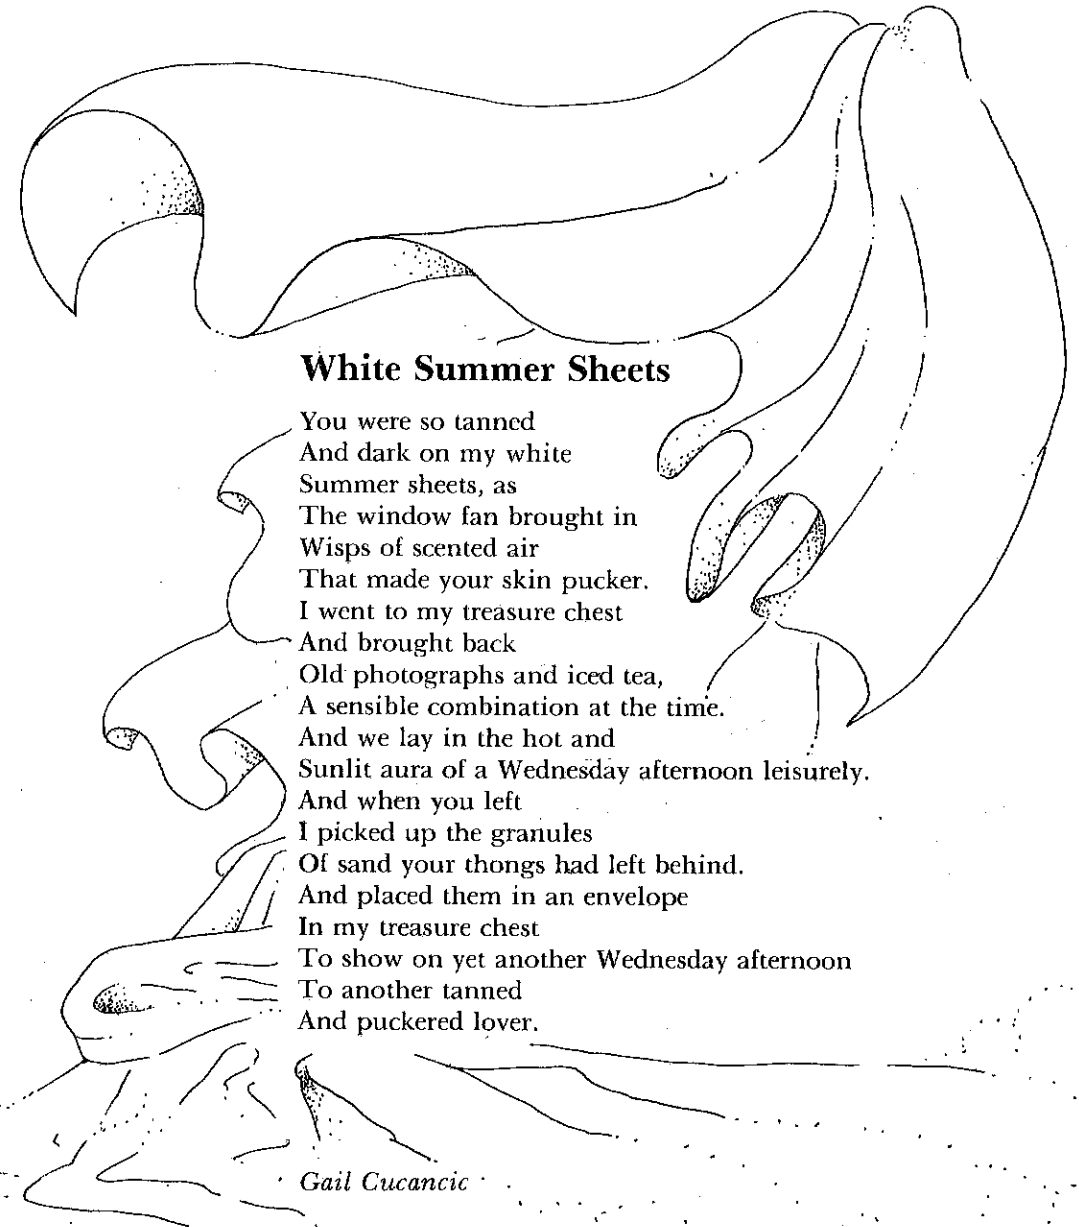 White Summer Sheets
You were so tanned
And dark on my white
Summer sheets, as
The window fan brought in
Wisps of scented air
That made your skin pucker.
I went to my treasure chest
And brought back
Old photographs and iced tea,
A sensible combination at the time.
And we lay in the hot and
Sunlit aura of a Wednesday afternoon leisurely.
And when you left
I picked up the granules
Of sand your thongs had left behind.
And placed them in an envelope
In my treasure chest
To show on yet another Wednesday afternoon
To another tanned
And puckered lover.
Gail Cucancic